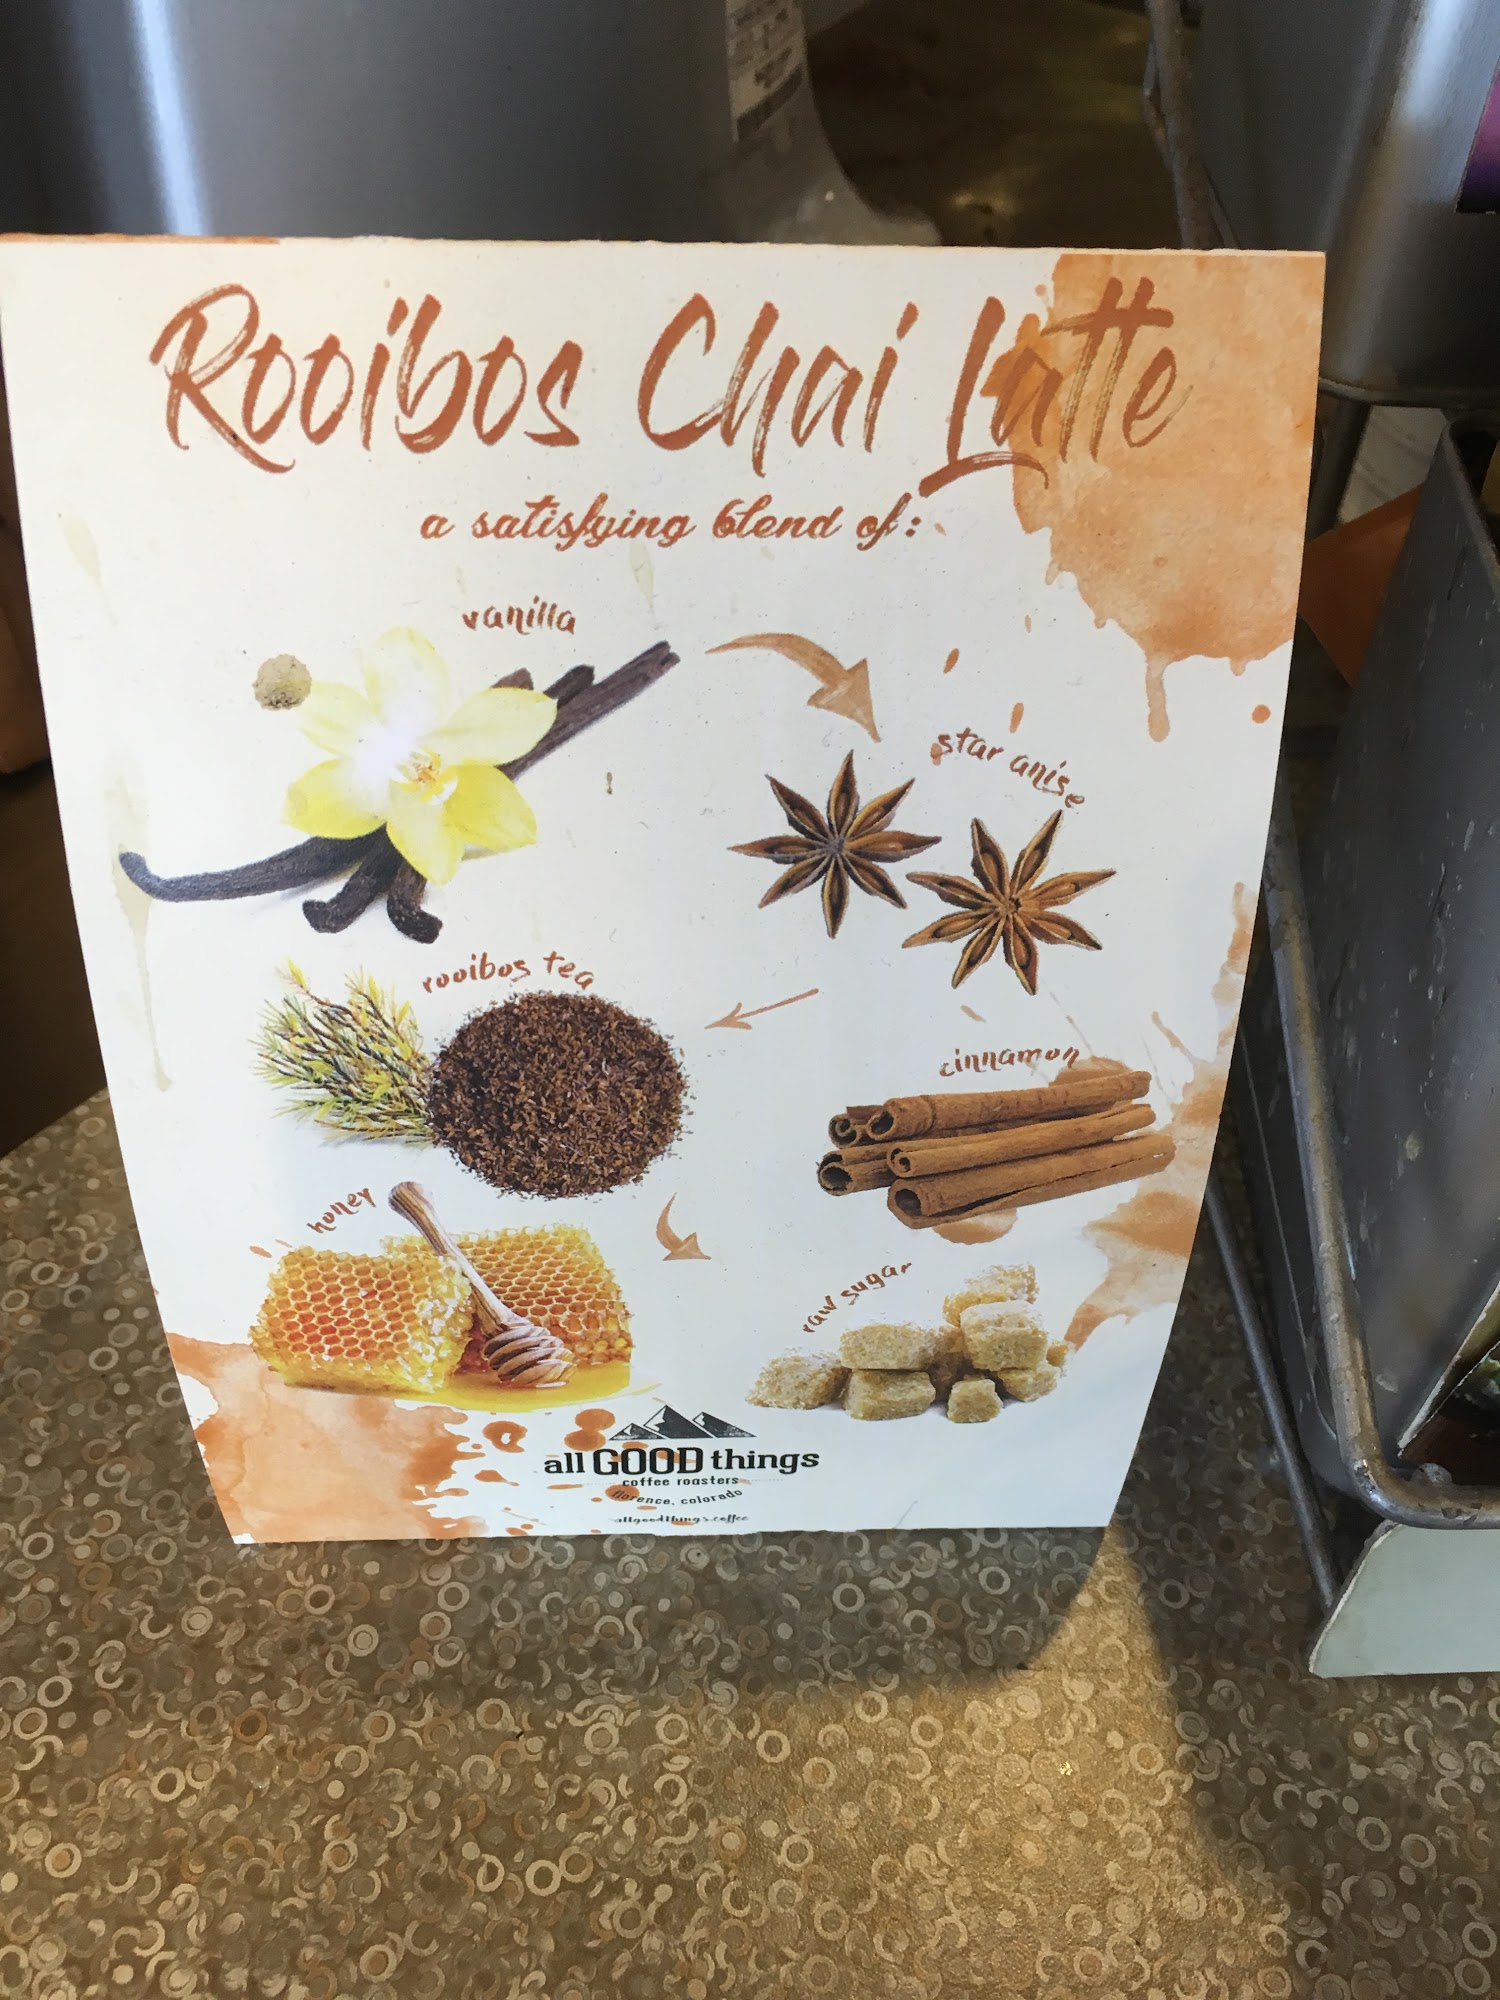 Rooibos Chai Latte
a satisfying blend of:
vanilla
star anise
rooibos tea
cinnamon
honey
raw sugar
all GOOD things
coffee roasters
florence, colorado
allgoodthings.coffee